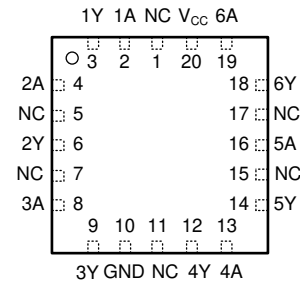 1Y 1A NC VCC 6A
3 2 1 20 19
2A 4 18 6Y
NC 5 17 NC
2Y 6 16 5A
NC 7 15 NC
3A 8 14 5Y
9 10 11 12 13
3Y GND NC 4Y 4A